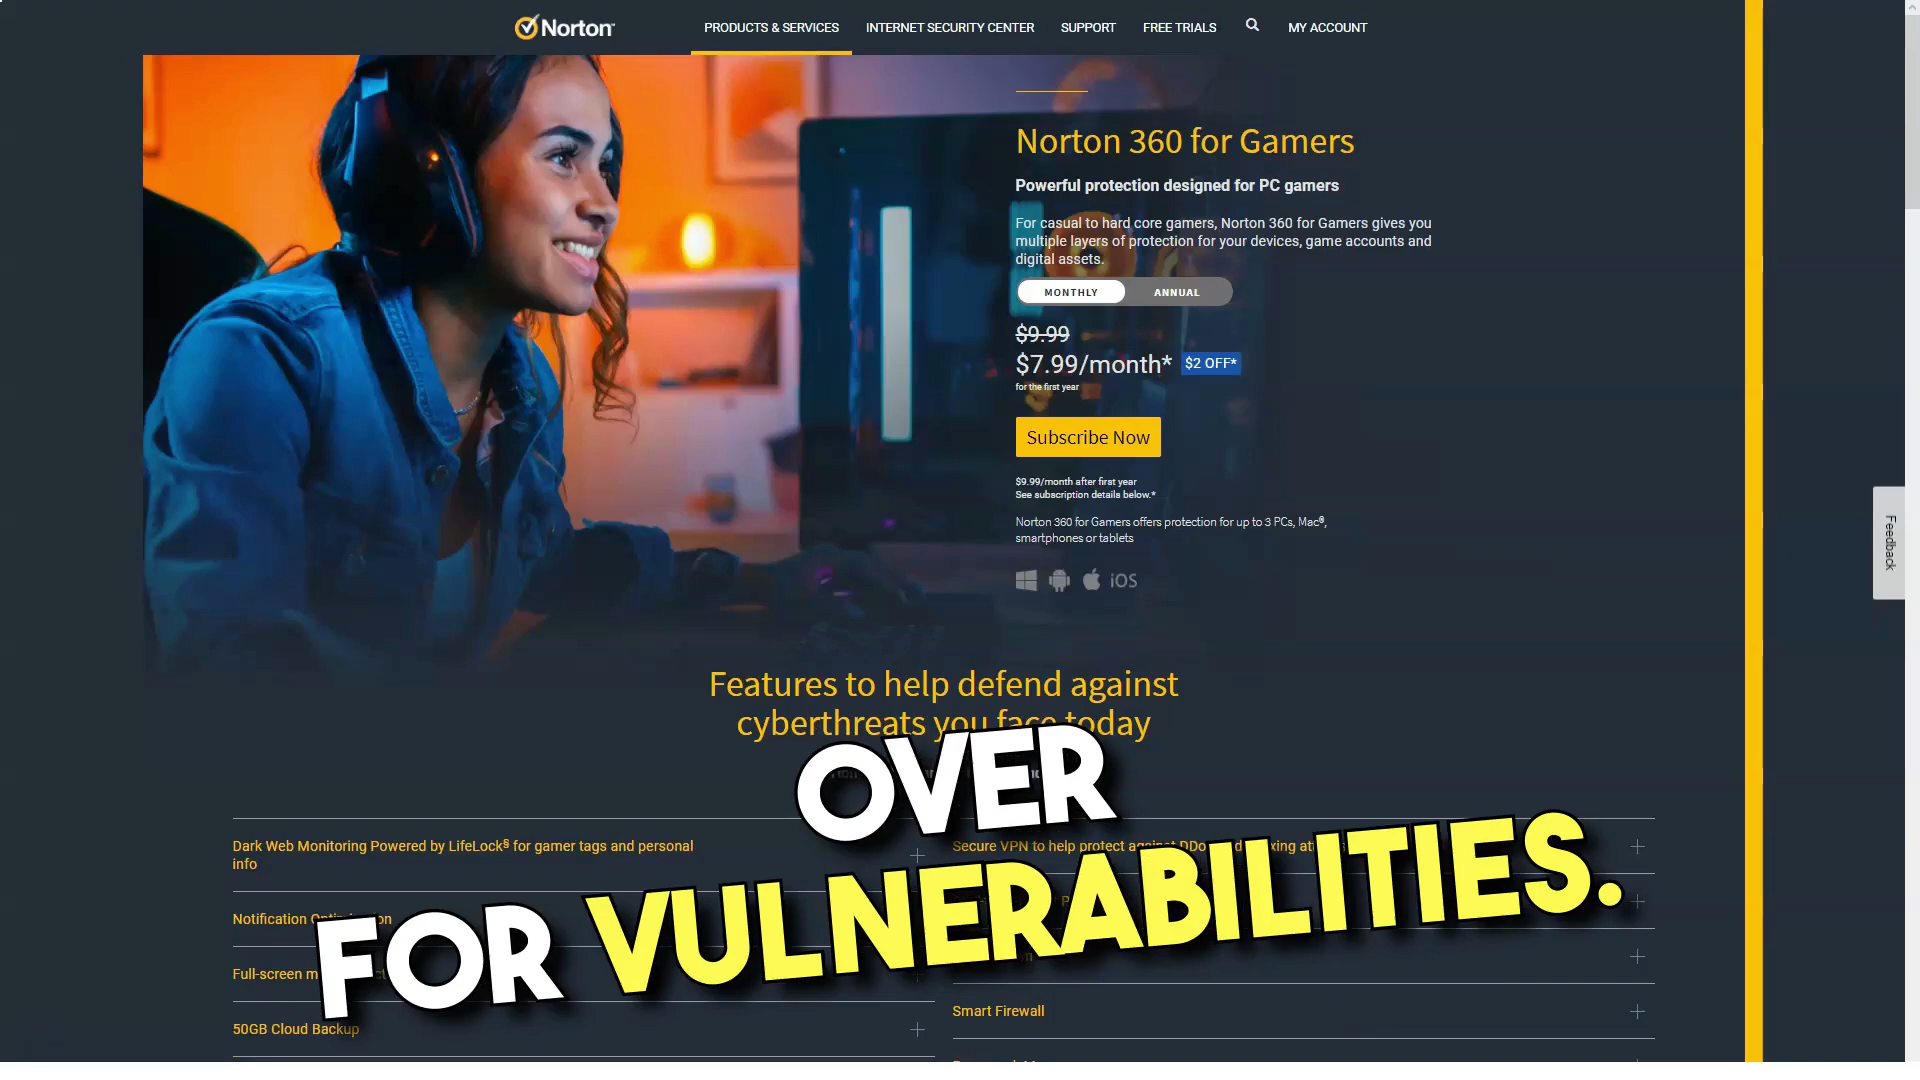 Norton
PRODUCTS & SERVICES
INTERNET SECURITY CENTER
SUPPORT
FREE TRIALS
MY ACCOUNT
Norton 360 for Gamers
Powerful protection designed for PC gamers
For casual to hard core gamers, Norton 360 for Gamers gives you
multiple layers of protection for your devices, game accounts and
digital assets.
MONTHLY
ANNUAL
$9.99
$7.99/month* $2 OFF*
for the first year
Subscribe Now
$9.99/month after first year
See subscription details below.*
Norton 360 for Gamers offers protection for up to 3 PCs, Mac®,
smartphones or tablets
iOS
Feedback
Features to help defend against
cyberthreats you face today
OVER
FOR VULNERABILITIES.
Dark Web Monitoring Powered by LifeLock§ for gamer tags and personal
info
Notification
Full-screen
50GB Cloud Backup
Secure VPN to help protect against
Smart Firewall